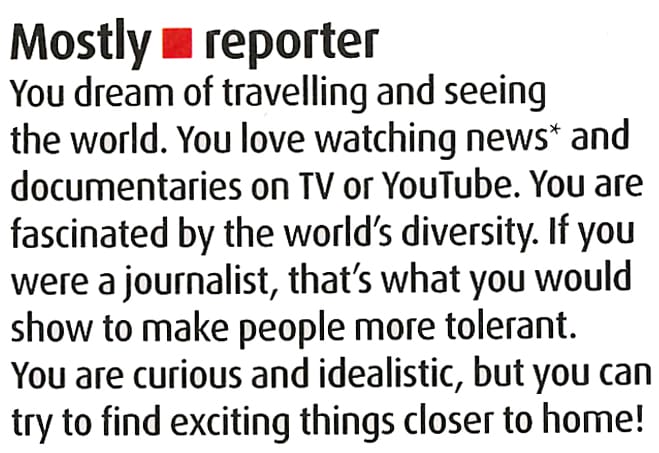 Mostly ■ reporter
You dream of travelling and seeing
the world. You love watching news* and
documentaries on TV or YouTube. You are
fascinated by the world's diversity. If you
were a journalist, that's what you would
show to make people more tolerant.
You are curious and idealistic, but you can
try to find exciting things closer to home!